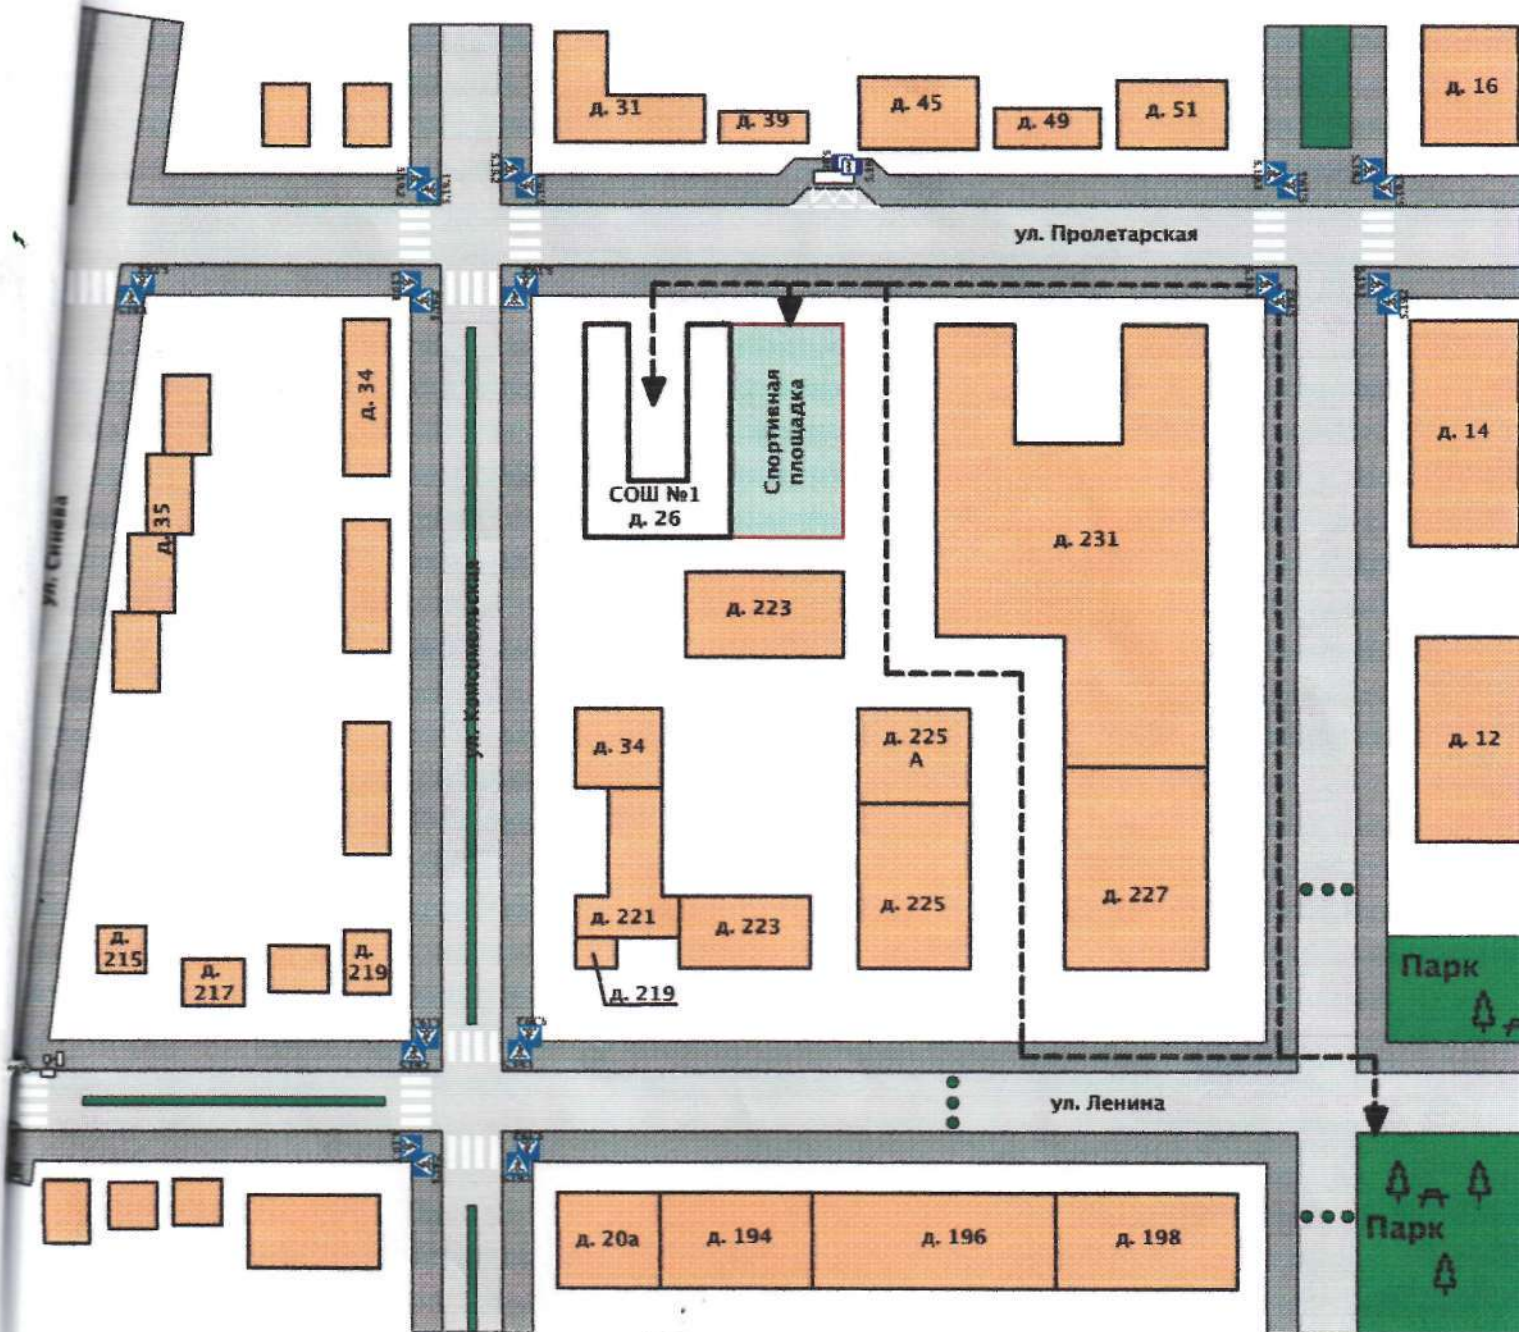 д. 31
д. 39
д. 45
д. 49
д. 51
д. 16
ул. Пролетарская
д. 34
д. 35
ул. Синева
ул. Комсомольская
СОШ №1
д. 26
Спортивная
площадка
д. 231
д. 14
д. 223
д. 34
д. 225
А
д. 12
д. 221
д. 223
д. 225
д. 227
д. 219
д.
215
д.
217
д.
219
Парк
ул. Ленина
д. 20а
д. 194
д. 196
д. 198
Парк